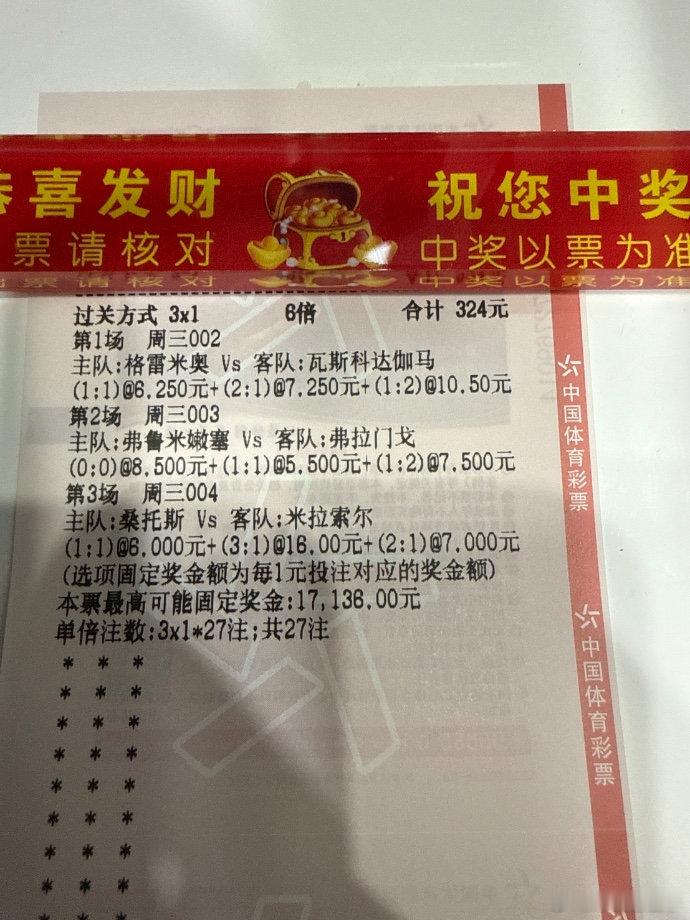 恭喜发财 祝您中奖
票请核对 中奖以票为准
票请核对 中奖以票为准
过关方式 3x1 6倍 合计 324元
第1场 周三002
主队:格雷米奥 Vs 客队:瓦斯科达伽马
(1:1)@6.250元+(2:1)@7.250元+(1:2)@10.50元
第2场 周三003
主队:弗鲁米嫩塞 Vs 客队:弗拉门戈
(0:0)@8.500元+(1:1)@5.500元+(1:2)@7.500元
第3场 周三004
主队:桑托斯 Vs 客队:米拉索尔
(1:1)@6.000元+(3:1)@16.00元+(2:1)@7.000元
(选项固定奖金额为每1元投注对应的奖金额)
本票最高可能固定奖金:17,136.00元
单倍注数:3x1*27注;共27注
* * *
* * *
* * *
* * *
* * *
* * *
* * *
* * *
* * *
中国体育彩票
中国体育彩票